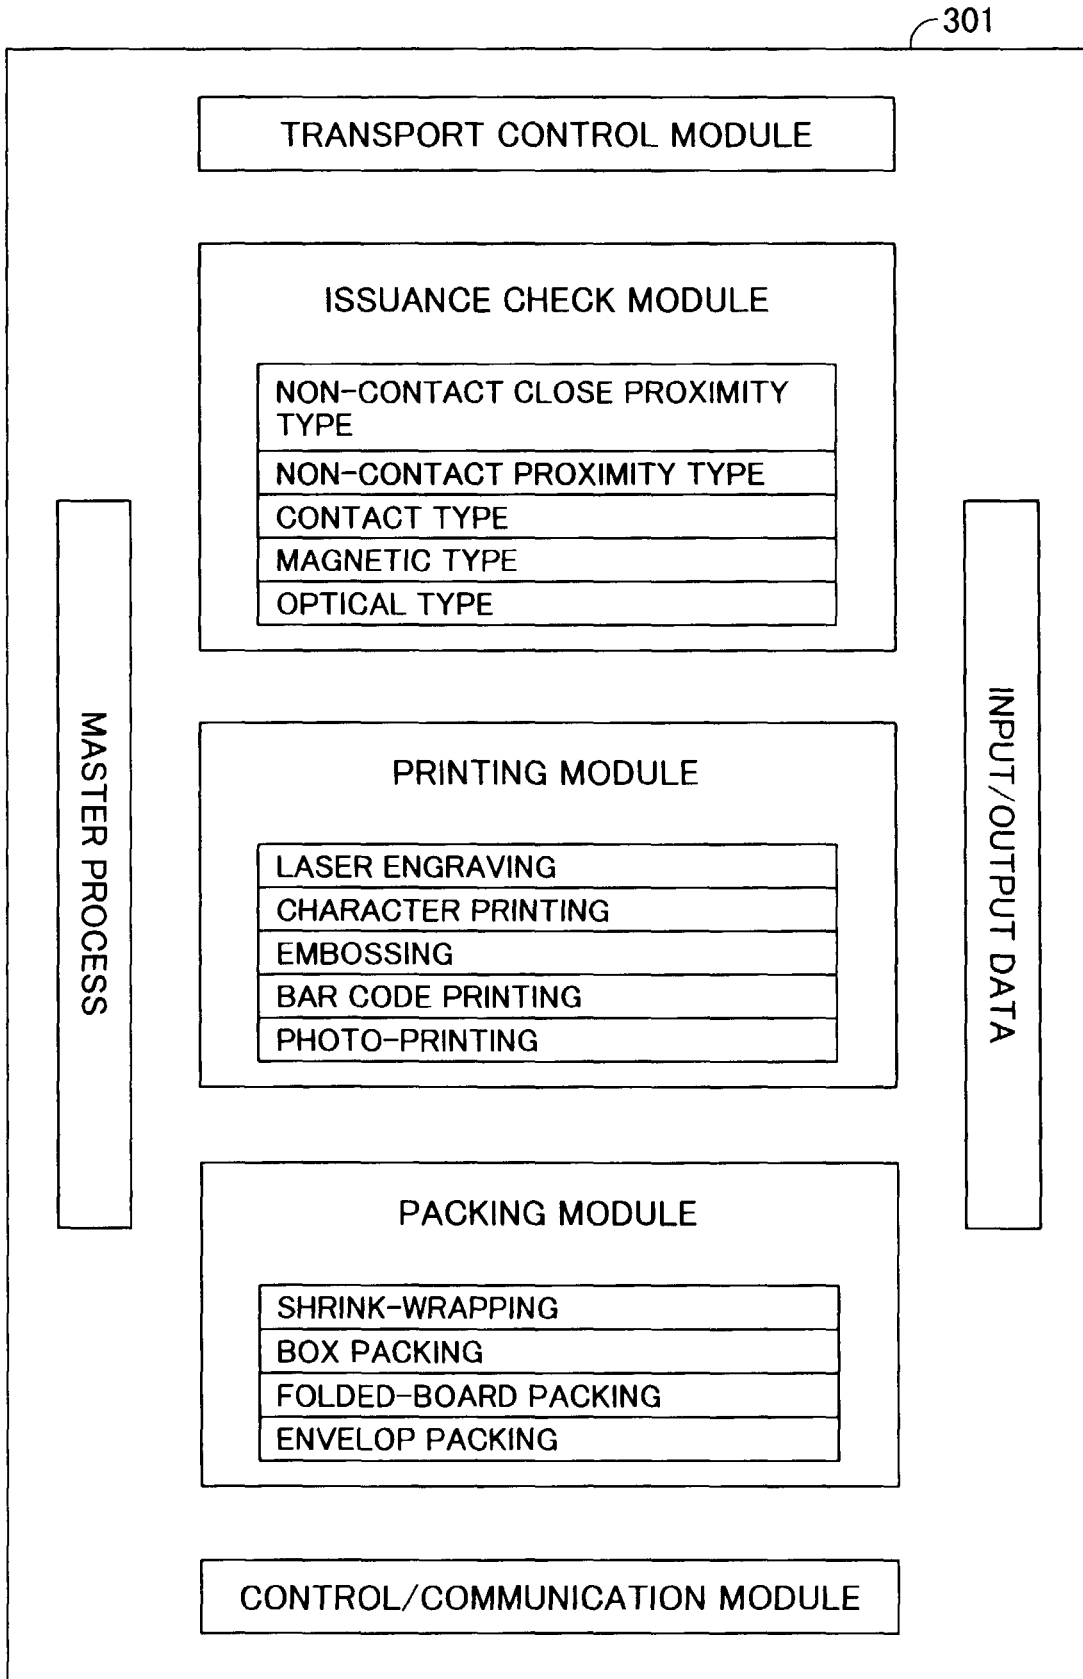 301
TRANSPORT CONTROL MODULE
ISSUANCE CHECK MODULE
NON-CONTACT CLOSE PROXIMITY
TYPE
NON-CONTACT PROXIMITY TYPE
CONTACT TYPE
MAGNETIC TYPE
OPTICAL TYPE
MASTER PROCESS
INPUT/OUTPUT DATA
PRINTING MODULE
LASER ENGRAVING
CHARACTER PRINTING
EMBOSSING
BAR CODE PRINTING
PHOTO-PRINTING
PACKING MODULE
SHRINK-WRAPPING
BOX PACKING
FOLDED-BOARD PACKING
ENVELOP PACKING
CONTROL/COMMUNICATION MODULE